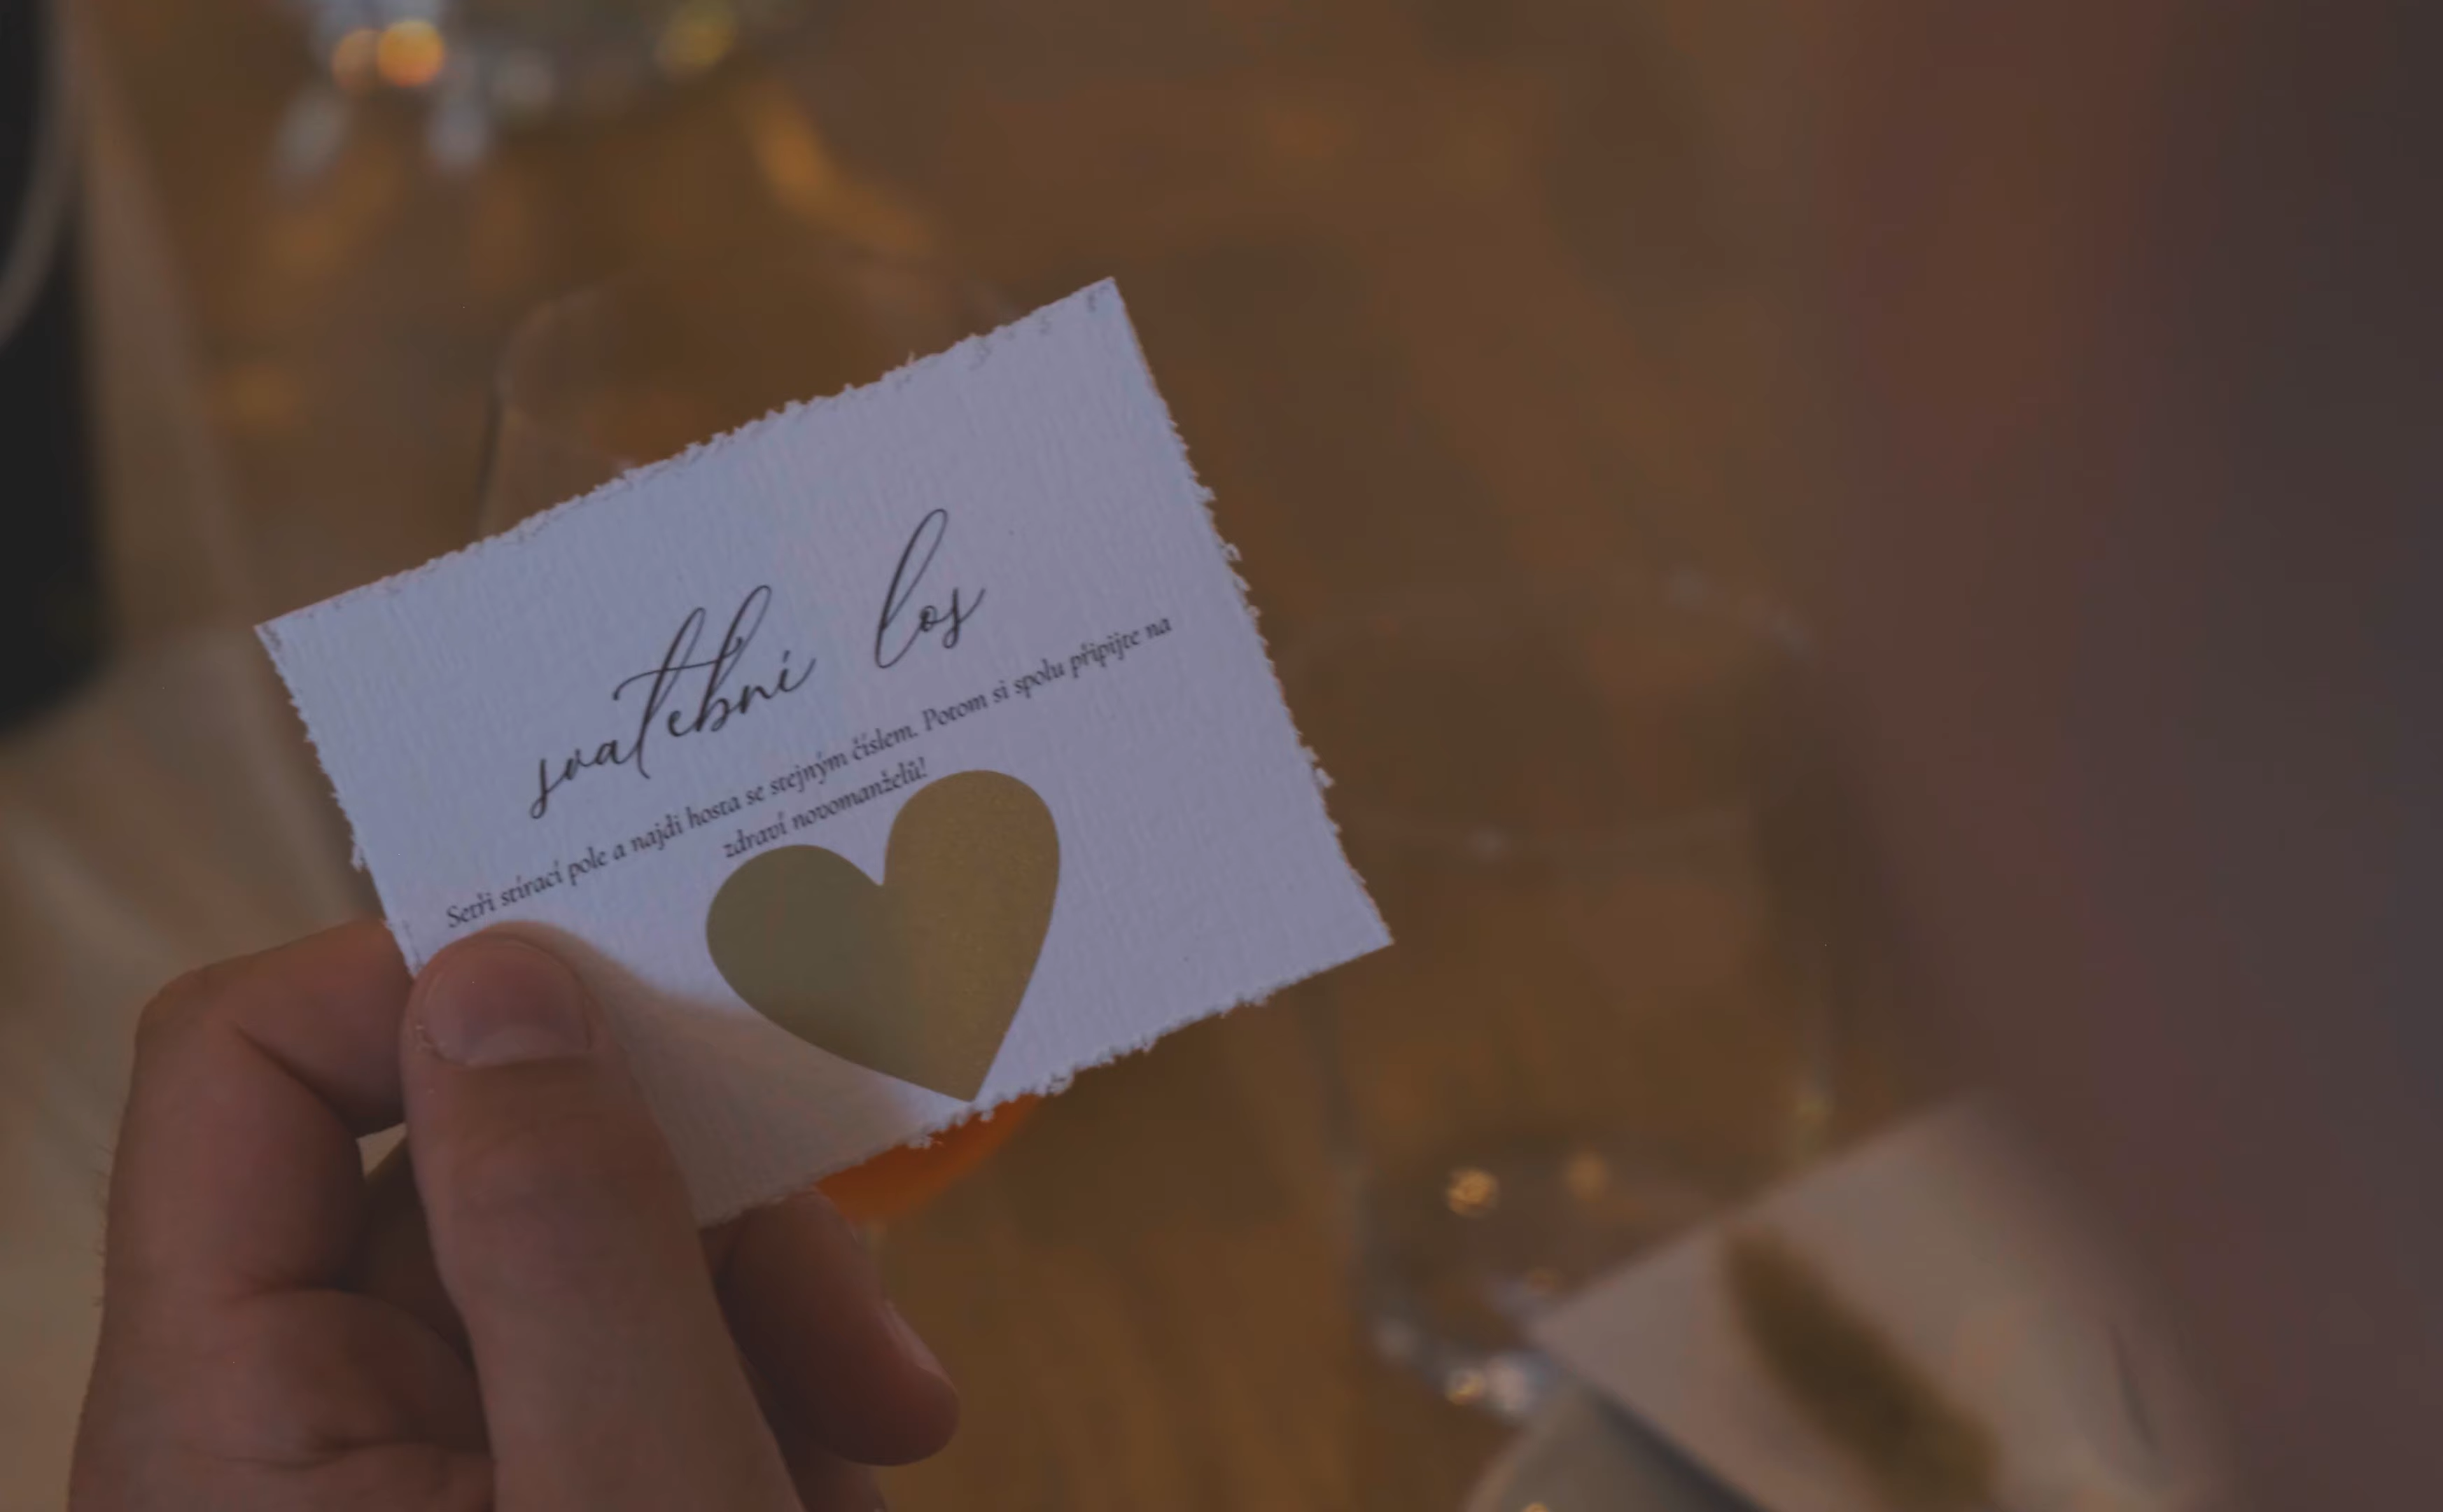 svatební los
Setři stírací pole a najdi hosta se stejným číslem. Potom si spolu připijte na
zdraví novomanželů!